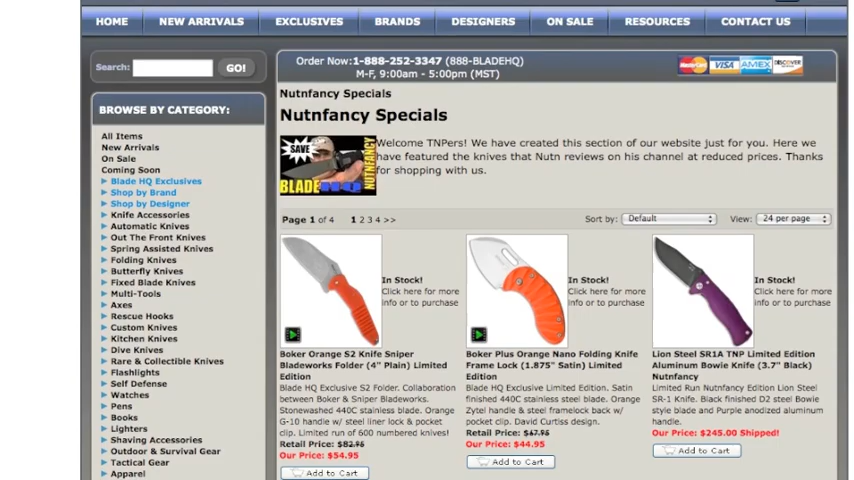 HOME NEW ARRIVALS EXCLUSIVES BRANDS DESIGNERS ON SALE RESOURCES CONTACT US
Search: GO!
BROWSE BY CATEGORY:
All Items
New Arrivals
On Sale
Coming Soon
Blade HQ Exclusives
Shop by Brand
Shop by Designer
Knife Accessories
Automatic Knives
Out The Front Knives
Spring Assisted Knives
Folding Knives
Butterfly Knives
Fixed Blade Knives
Multi-Tools
Axes
Rescue Hooks
Custom Knives
Kitchen Knives
Dive Knives
Rare & Collectible Knives
Flashlights
Self Defense
Watches
Pens
Books
Lighters
Shaving Accessories
Outdoor & Survival Gear
Tactical Gear
Apparel
Order Now:1-888-252-3347 (888-BLADEHQ)
M-F, 9:00am - 5:00pm (MST)
MasterCard VISA AMEX DISCOVER
Nutnfancy Specials
Nutnfancy Specials
SAVE
NUTNFANCY
BLADE HQ
Welcome TNPers! We have created this section of our website just for you. Here we
have featured the knives that Nutn reviews on his channel at reduced prices. Thanks
for shopping with us.
Page 1 of 4 1 2 3 4 >> Sort by: Default View: 24 per page
In Stock!
Click here for more
info or to purchase
Boker Orange S2 Knife Sniper
Bladeworks Folder (4" Plain) Limited
Edition
Blade HQ Exclusive S2 Folder. Collaboration
between Boker & Sniper Bladeworks.
Stonewashed 440C stainless blade. Orange
G-10 handle w/ steel liner lock & pocket
clip. Limited run of 600 numbered knives!
Retail Price: $82.95
Our Price: $54.95
Add to Cart
In Stock!
Click here for more
info or to purchase
Boker Plus Orange Nano Folding Knife
Frame Lock (1.875" Satin) Limited
Edition
Blade HQ Exclusive Limited Edition. Satin
finished 440C stainless steel blade. Orange
Zytel handle & steel framelock back w/
pocket clip. David Curtiss design.
Retail Price: $67.95
Our Price: $44.95
Add to Cart
In Stock!
Click here for more
info or to purchase
Lion Steel SR1A TNP Limited Edition
Aluminum Bowie Knife (3.7" Black)
Nutnfancy
Limited Run Nutnfancy Edition Lion Steel
SR-1 Knife. Black finished D2 steel Bowie
style blade and Purple anodized aluminum
handle.
Our Price: $245.00 Shipped!
Add to Cart